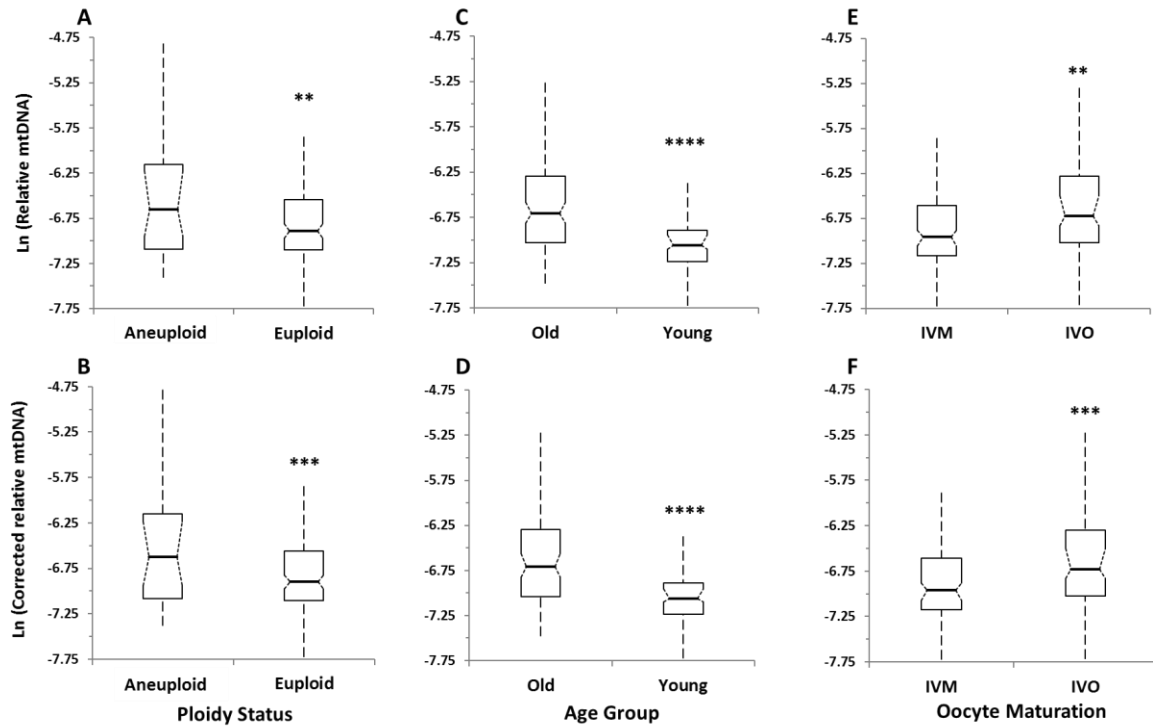 A
Ln (Relative mtDNA)
-4.75
-5.25
-5.75
-6.25
-6.75
-7.25
-7.75
**
Aneuploid Euploid
C
-4.75
-5.25
-5.75
-6.25
-6.75
-7.25
-7.75
****
Old Young
E
-4.75
-5.25
-5.75
-6.25
-6.75
-7.25
-7.75
**
IVM IVO
B
Ln (Corrected relative mtDNA)
-4.75
-5.25
-5.75
-6.25
-6.75
-7.25
-7.75
***
Aneuploid Euploid
Ploidy Status
D
-4.75
-5.25
-5.75
-6.25
-6.75
-7.25
-7.75
****
Old Young
Age Group
F
-4.75
-5.25
-5.75
-6.25
-6.75
-7.25
-7.75
***
IVM IVO
Oocyte Maturation